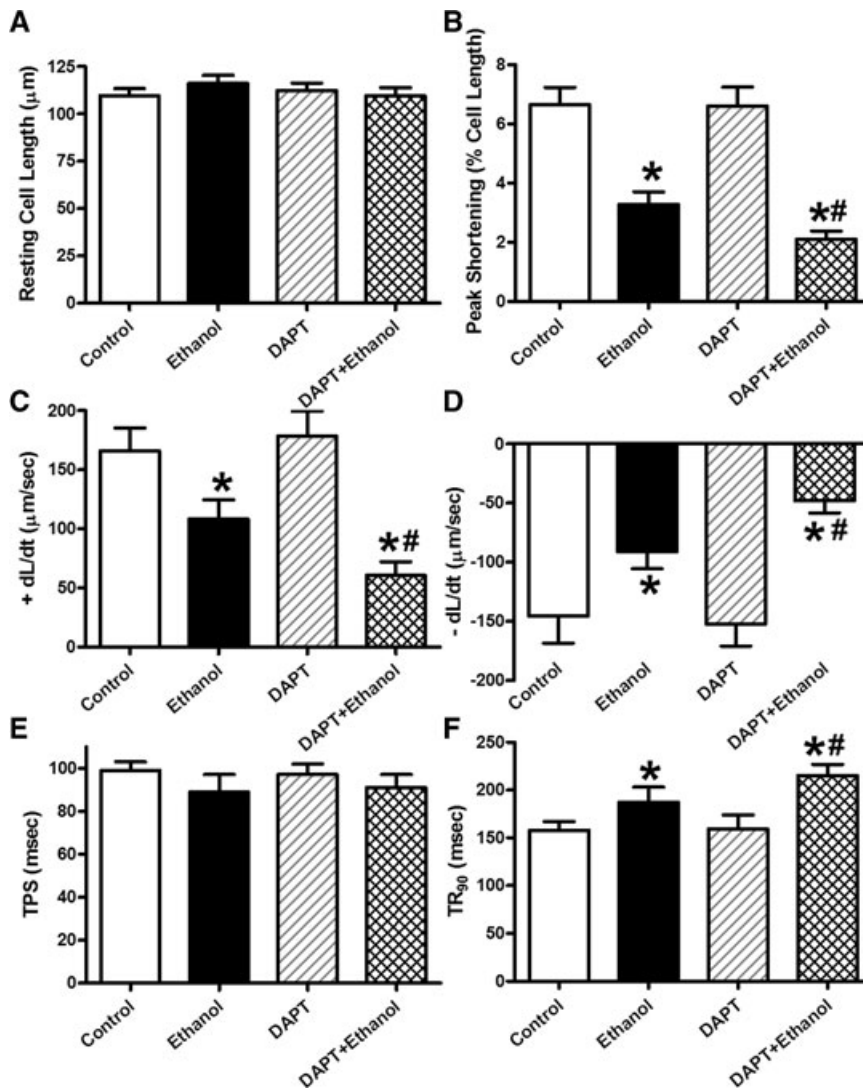 A
Resting Cell Length (μm)
125
100
75
50
25
0
Control
Ethanol
DAPT
DAPT+Ethanol
B
Peak Shortening (% Cell Length)
8
6
4
2
0
*
*#
Control
Ethanol
DAPT
DAPT+Ethanol
C
+ dL/dt (μm/sec)
200
150
100
50
0
*
*#
Control
Ethanol
DAPT
DAPT+Ethanol
D
- dL/dt (μm/sec)
0
-50
-100
-150
-200
*
*#
Control
Ethanol
DAPT
DAPT+Ethanol
E
TPS (msec)
100
80
60
40
20
0
Control
Ethanol
DAPT
DAPT+Ethanol
F
TR90 (msec)
250
200
150
100
50
0
*
*#
Control
Ethanol
DAPT
DAPT+Ethanol